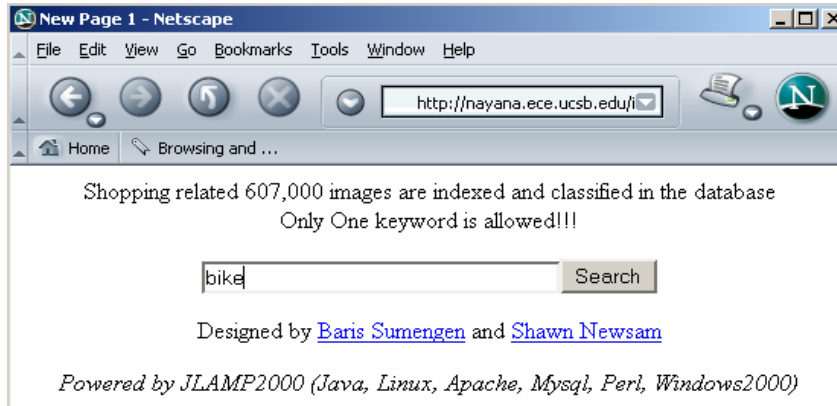 New Page 1 - Netscape
File Edit View Go Bookmarks Tools Window Help
http://nayana.ece.ucsb.edu/i
N
Home Browsing and ...
Shopping related 607,000 images are indexed and classified in the database
Only One keyword is allowed!!!
bike Search
Designed by Baris Sumengen and Shawn Newsam
Powered by JLAMP2000 (Java, Linux, Apache, Mysql, Perl, Windows2000)